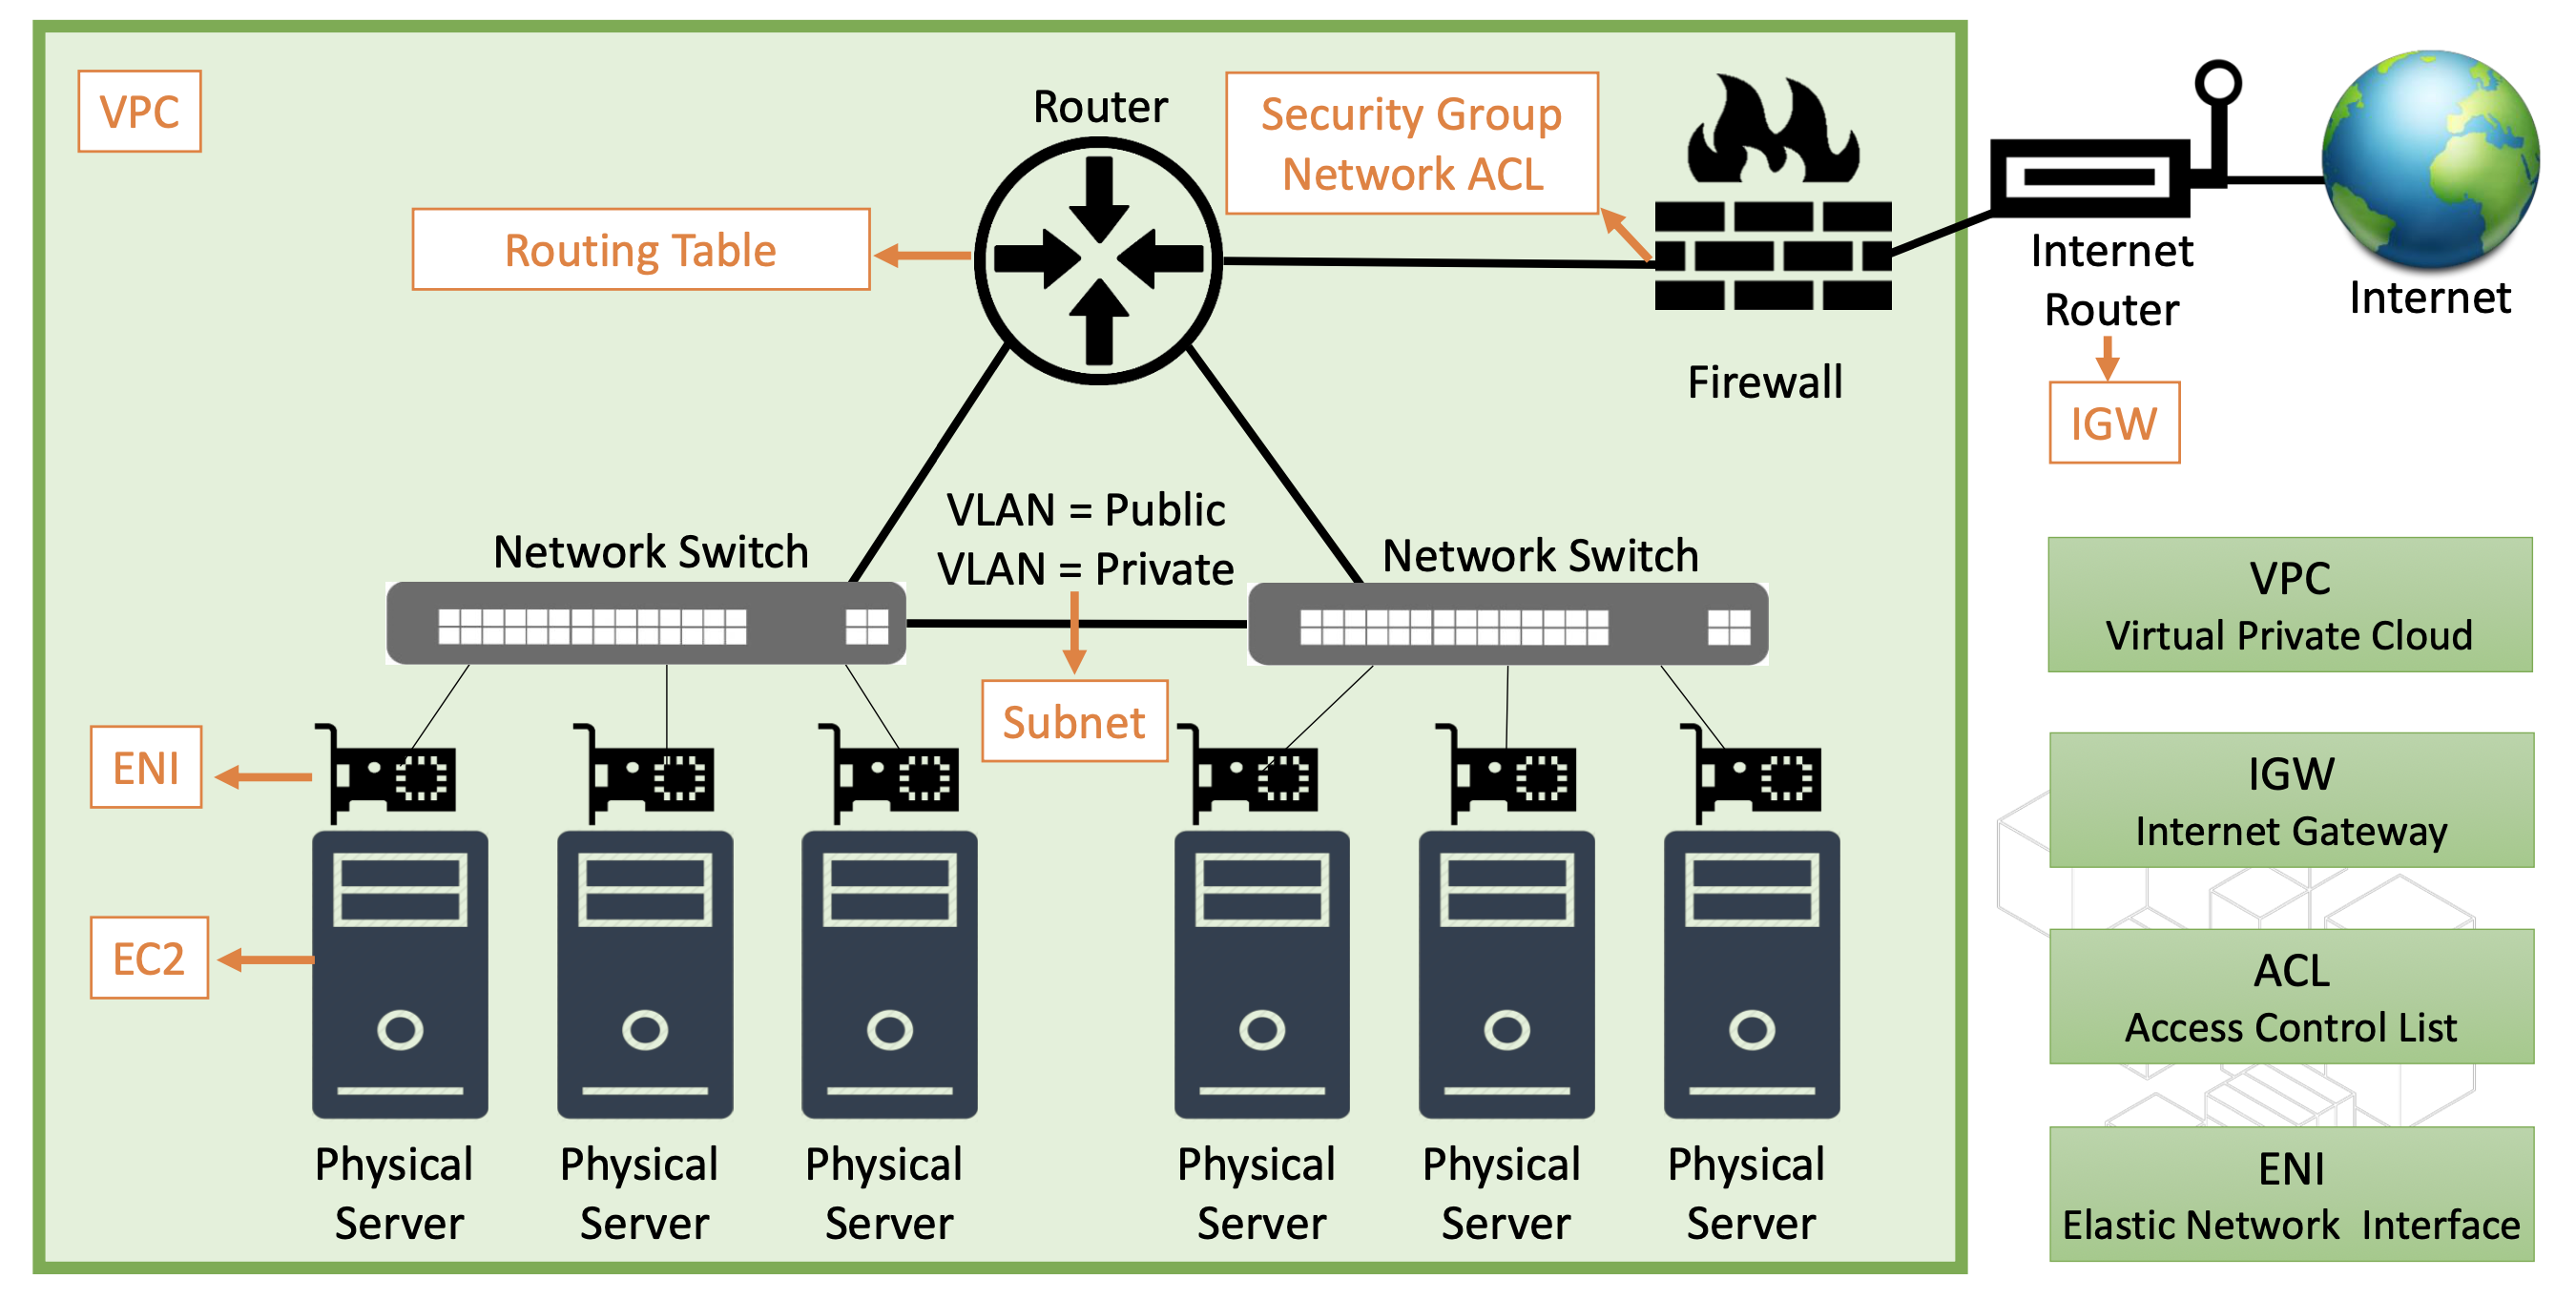 VPC
Router
Security Group
Network ACL
Routing Table
Internet
Router
Internet
Firewall
IGW
VLAN = Public
VLAN = Private
Network Switch
Network Switch
Subnet
ENI
EC2
Physical
Server
Physical
Server
Physical
Server
Physical
Server
Physical
Server
Physical
Server
VPC
Virtual Private Cloud
IGW
Internet Gateway
ACL
Access Control List
ENI
Elastic Network Interface